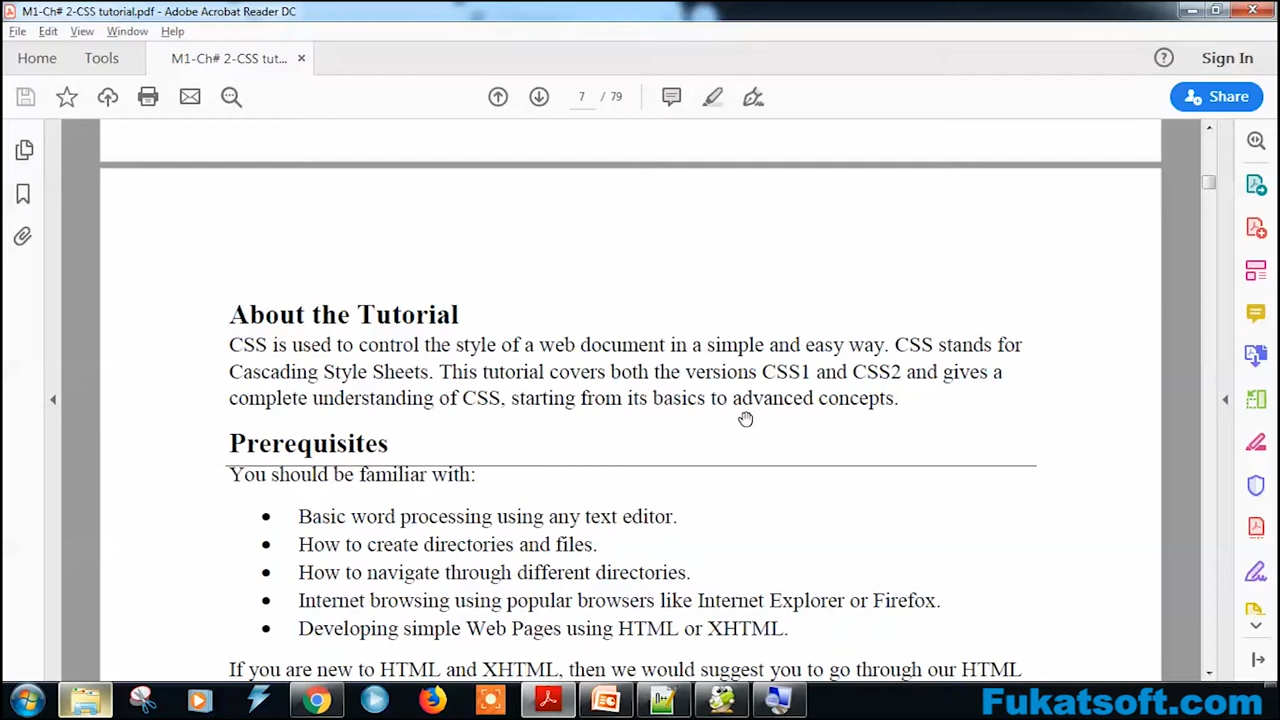 M1-Ch# 2-CSS tutorial.pdf - Adobe Acrobat Reader DC
File Edit View Window Help
Home Tools M1-Ch# 2-CSS tut... × Sign In
7 / 79 Share
About the Tutorial
CSS is used to control the style of a web document in a simple and easy way. CSS stands for
Cascading Style Sheets. This tutorial covers both the versions CSS1 and CSS2 and gives a
complete understanding of CSS, starting from its basics to advanced concepts.
Prerequisites
You should be familiar with:
• Basic word processing using any text editor.
• How to create directories and files.
• How to navigate through different directories.
• Internet browsing using popular browsers like Internet Explorer or Firefox.
• Developing simple Web Pages using HTML or XHTML.
If you are new to HTML and XHTML, then we would suggest you to go through our HTML
Fukatsoft.com